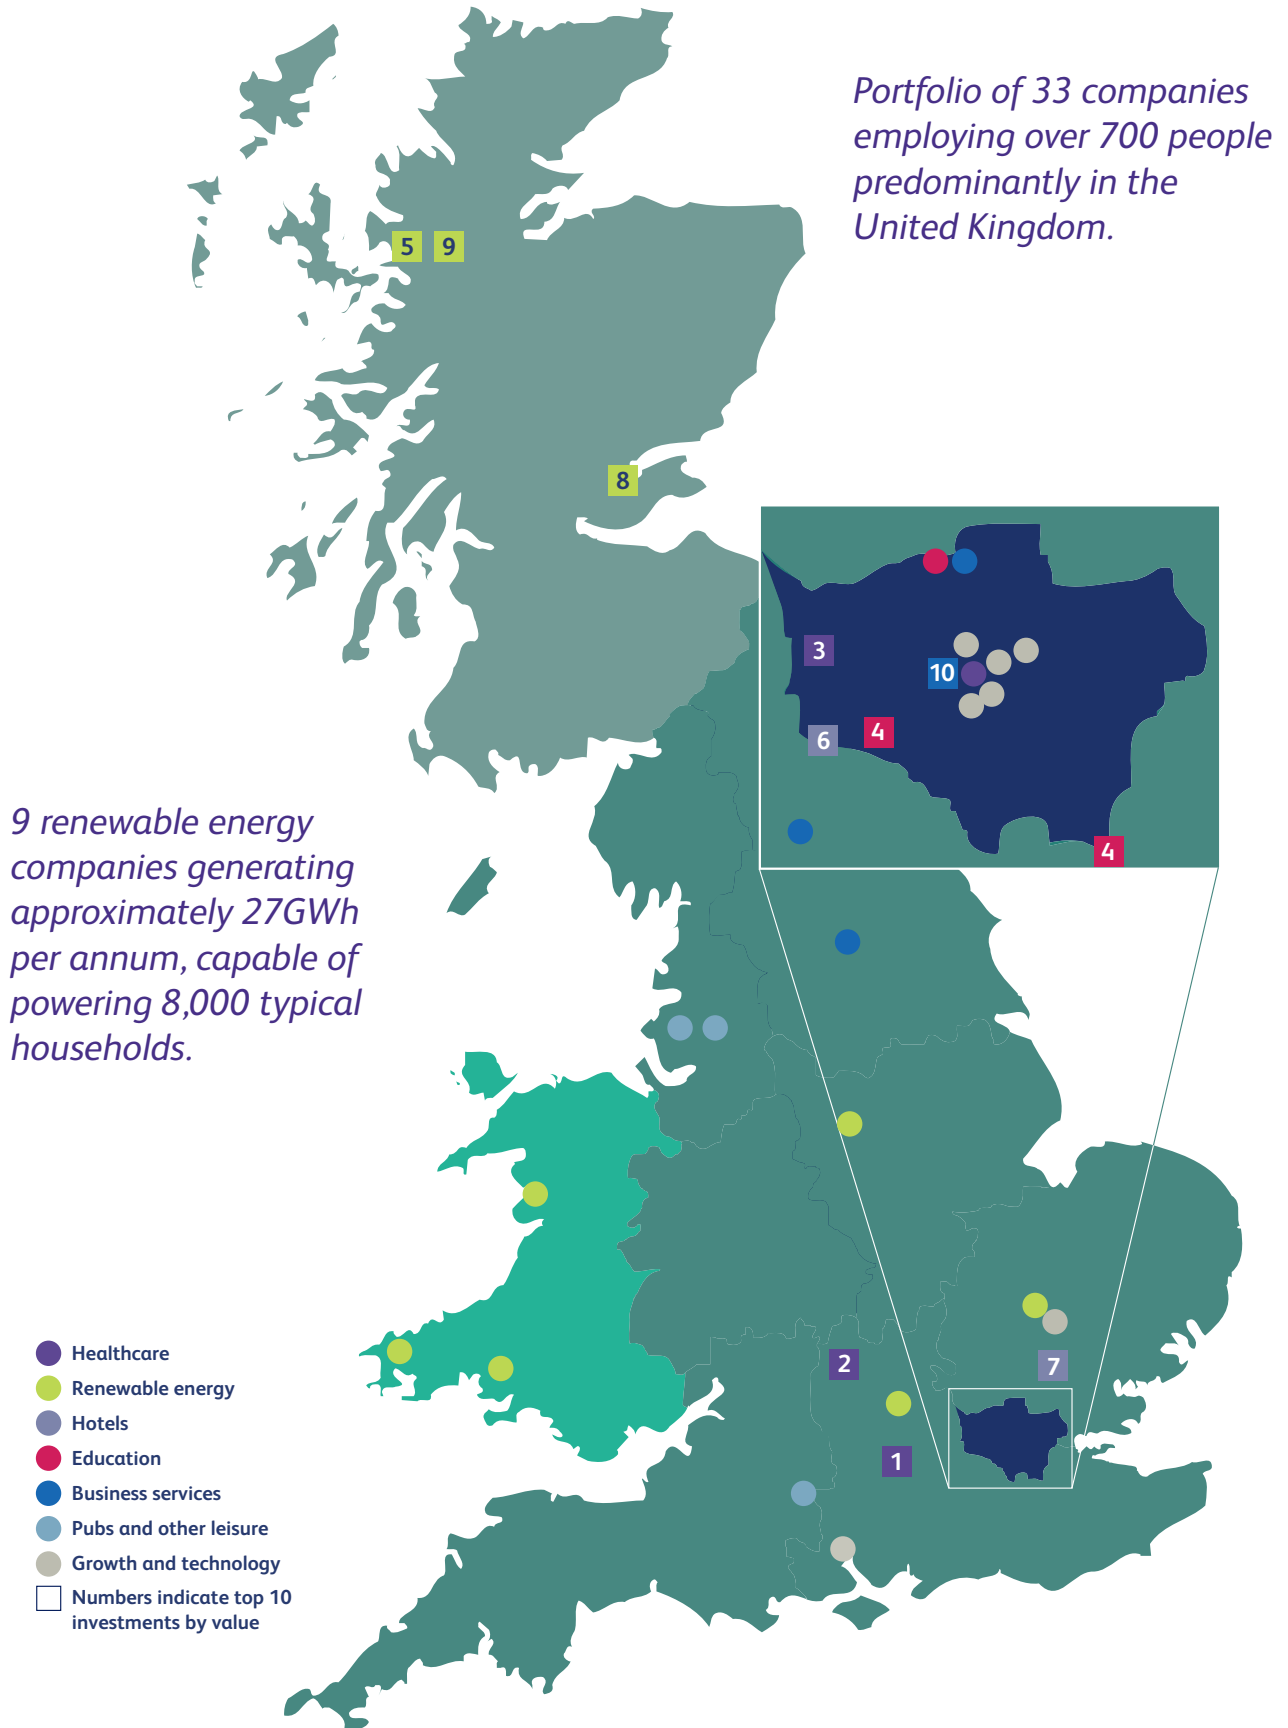 Portfolio of 33 companies
employing over 700 people
predominantly in the
United Kingdom.
5 9
8
3
10
6
4
4
9 renewable energy
companies generating
approximately 27GWh
per annum, capable of
powering 8,000 typical
households.
2
7
1
Healthcare
Renewable energy
Hotels
Education
Business services
Pubs and other leisure
Growth and technology
Numbers indicate top 10
investments by value